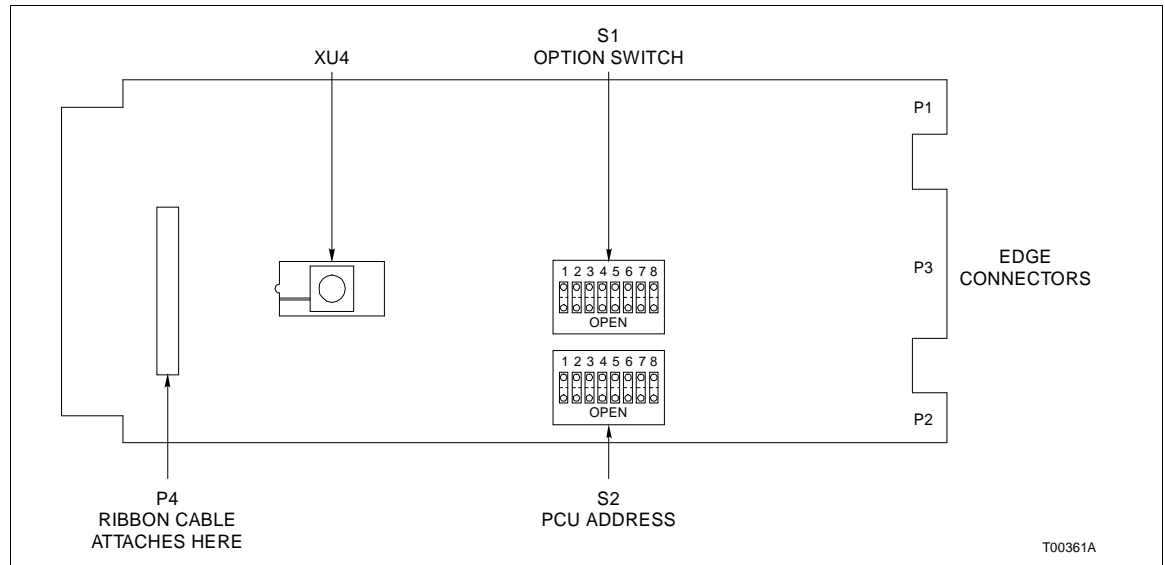 S1
OPTION SWITCH
XU4
P1
1 2 3 4 5 6 7 8
OPEN
P3
EDGE
CONNECTORS
1 2 3 4 5 6 7 8
OPEN
P2
P4
RIBBON CABLE
ATTACHES HERE
S2
PCU ADDRESS
T00361A